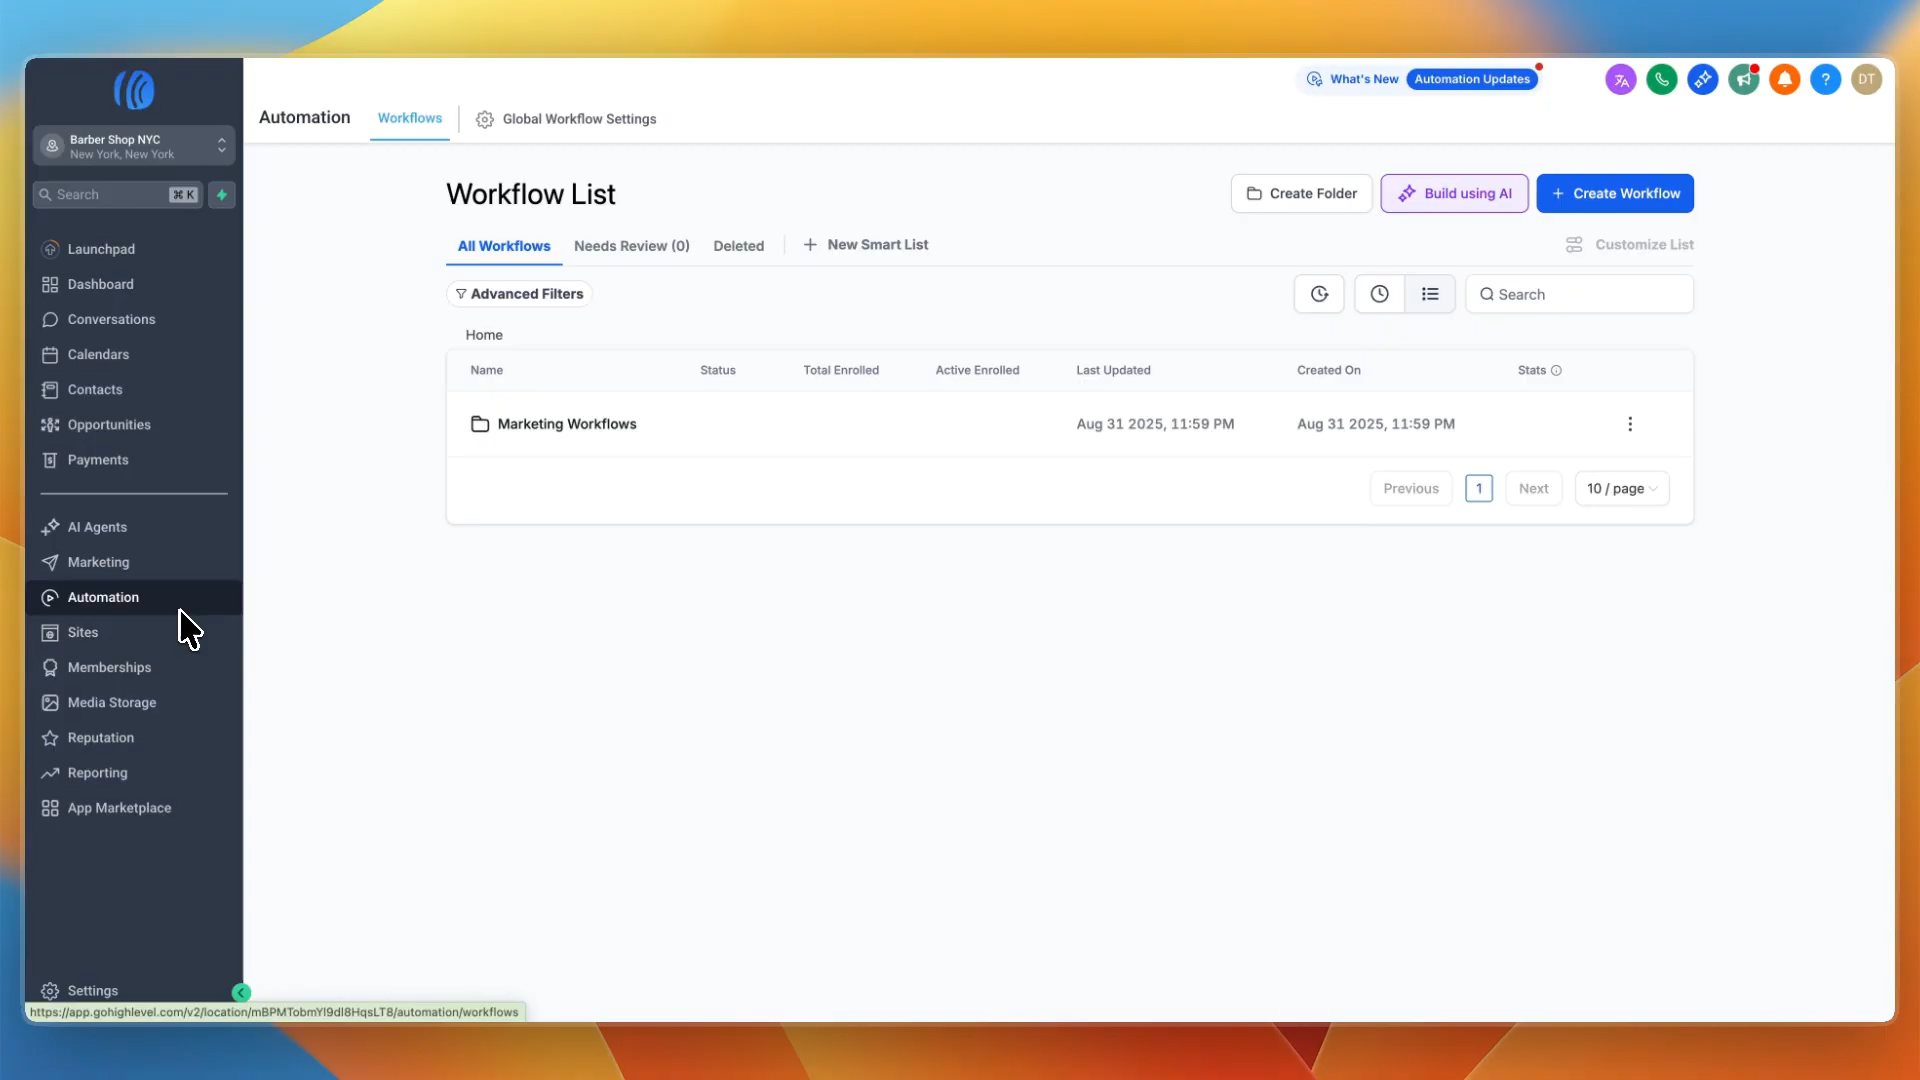 Barber Shop NYC
New York, New York
Search
⌘ K
Launchpad
Dashboard
Conversations
Calendars
Contacts
Opportunities
Payments
AI Agents
Marketing
Automation
Sites
Memberships
Media Storage
Reputation
Reporting
App Marketplace
Settings
https://app.gohighlevel.com/v2/location/mBPMTobmYl9dl8HqsLT8/automation/workflows
What's New
Automation Updates
DT
Automation
Workflows
Global Workflow Settings
Workflow List
Create Folder
Build using AI
+ Create Workflow
All Workflows
Needs Review (0)
Deleted
+ New Smart List
Customize List
Advanced Filters
Search
Home
Name Status Total Enrolled Active Enrolled Last Updated Created On Stats
Marketing Workflows Aug 31 2025, 11:59 PM Aug 31 2025, 11:59 PM
Previous 1 Next 10 / page